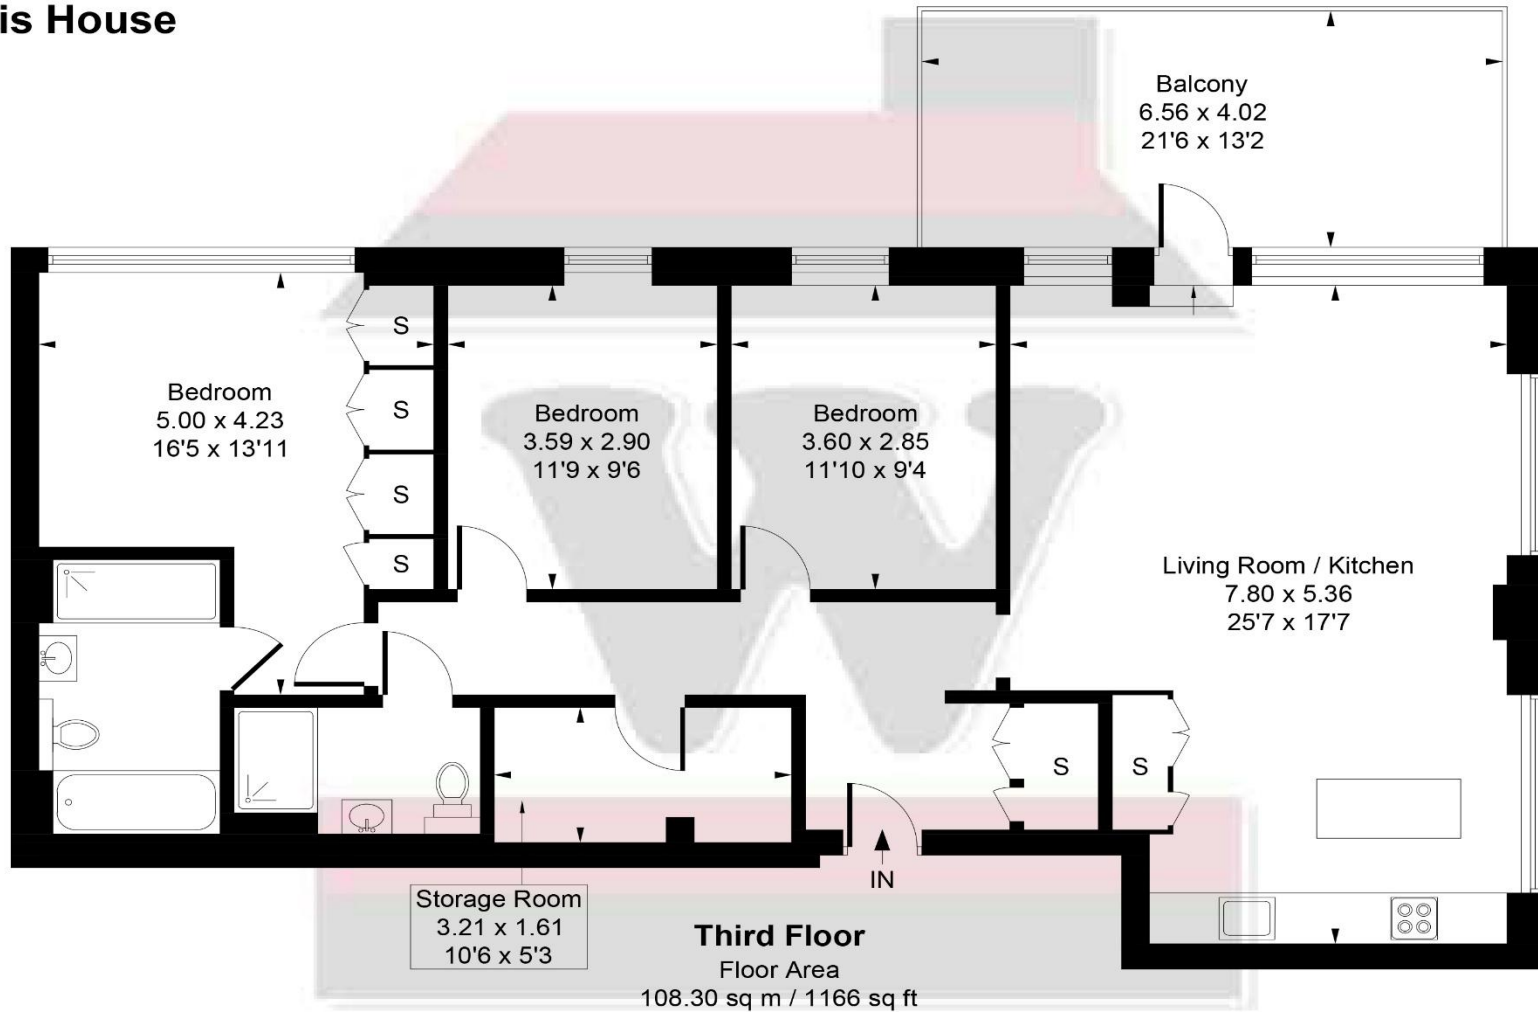 is House
Balcony
6.56 x 4.02
21'6 x 13'2
Bedroom
5.00 x 4.23
16'5 x 13'11
S
S
S
S
Bedroom
3.59 x 2.90
11'9 x 9'6
Bedroom
3.60 x 2.85
11'10 x 9'4
Living Room / Kitchen
7.80 x 5.36
25'7 x 17'7
S
S
IN
Storage Room
3.21 x 1.61
10'6 x 5'3
Third Floor
Floor Area
108.30 sq m / 1166 sq ft
W